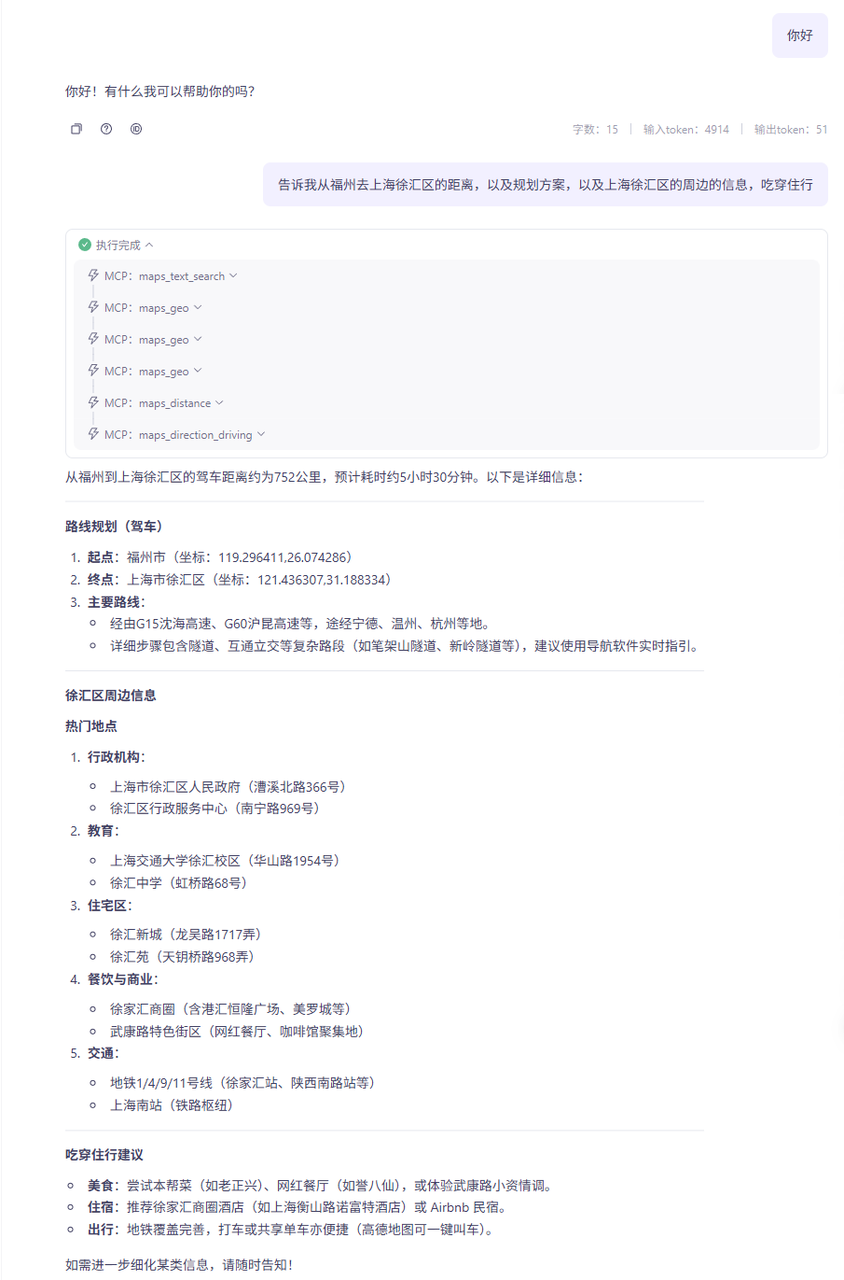 你好
你好！有什么我可以帮助你的吗？
字数：15 | 输入token：4914 | 输出token：51
告诉我从福州去上海徐汇区的距离，以及规划方案，以及上海徐汇区的周边的信息，吃穿住行
执行完成
MCP：maps_text_search
MCP：maps_geo
MCP：maps_geo
MCP：maps_geo
MCP：maps_distance
MCP：maps_direction_driving
从福州到上海徐汇区的驾车距离约为752公里，预计耗时约5小时30分钟。以下是详细信息：
路线规划（驾车）
1. 起点：福州市（坐标：119.296411,26.074286）
2. 终点：上海市徐汇区（坐标：121.436307,31.188334）
3. 主要路线：
经由G15沈海高速、G60沪昆高速等，途经宁德、温州、杭州等地。
详细步骤包含隧道、互通立交等复杂路段（如笔架山隧道、新岭隧道等），建议使用导航软件实时指引。
徐汇区周边信息
热门地点
1. 行政机构：
上海市徐汇区人民政府（漕溪北路366号）
徐汇区行政服务中心（南宁路969号）
2. 教育：
上海交通大学徐汇校区（华山路1954号）
徐汇中学（虹桥路68号）
3. 住宅区：
徐汇新城（龙吴路1717弄）
徐汇苑（天钥桥路968弄）
4. 餐饮与商业：
徐家汇商圈（含港汇恒隆广场、美罗城等）
武康路特色街区（网红餐厅、咖啡馆聚集地）
5. 交通：
地铁1/4/9/11号线（徐家汇站、陕西南路站等）
上海南站（铁路枢纽）
吃穿住行建议
美食：尝试本帮菜（如老正兴）、网红餐厅（如誉八仙），或体验武康路小资情调。
住宿：推荐徐家汇商圈酒店（如上海衡山路诺富特酒店）或 Airbnb 民宿。
出行：地铁覆盖完善，打车或共享单车亦便捷（高德地图可一键叫车）。
如需进一步细化某类信息，请随时告知！